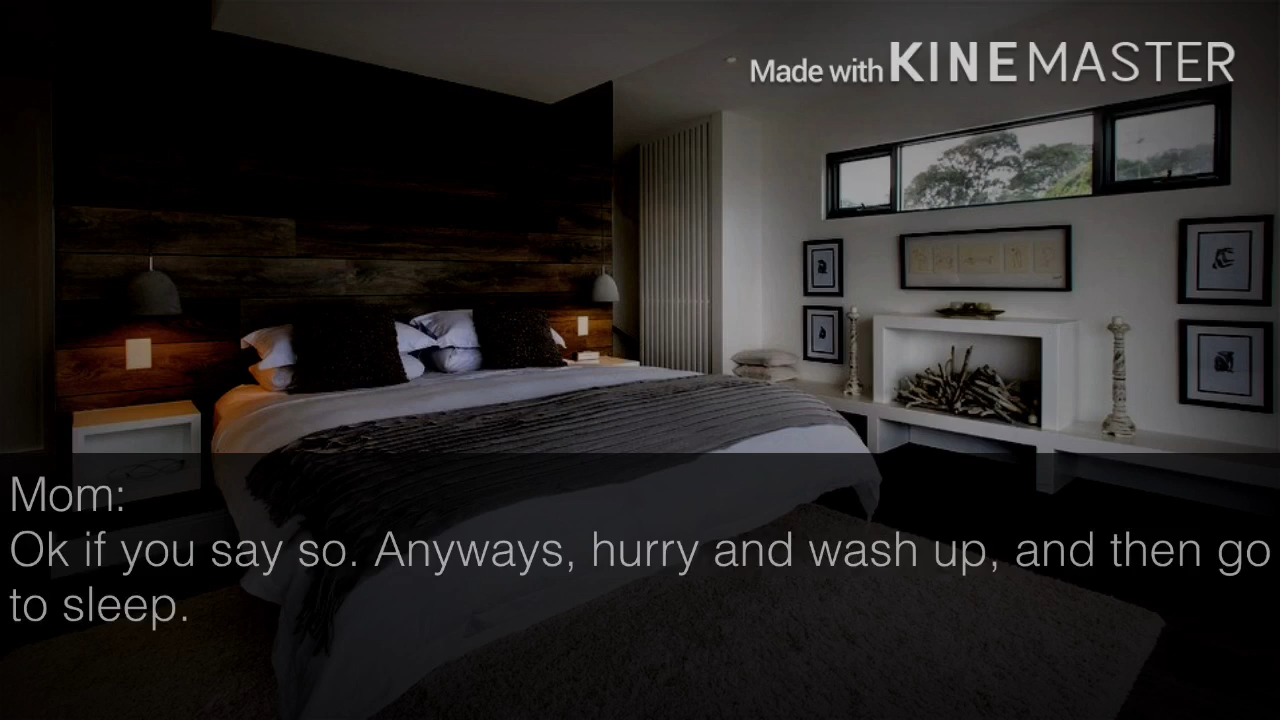 Made with KINEMASTER
Mom:
Ok if you say so. Anyways, hurry and wash up, and then go
to sleep.